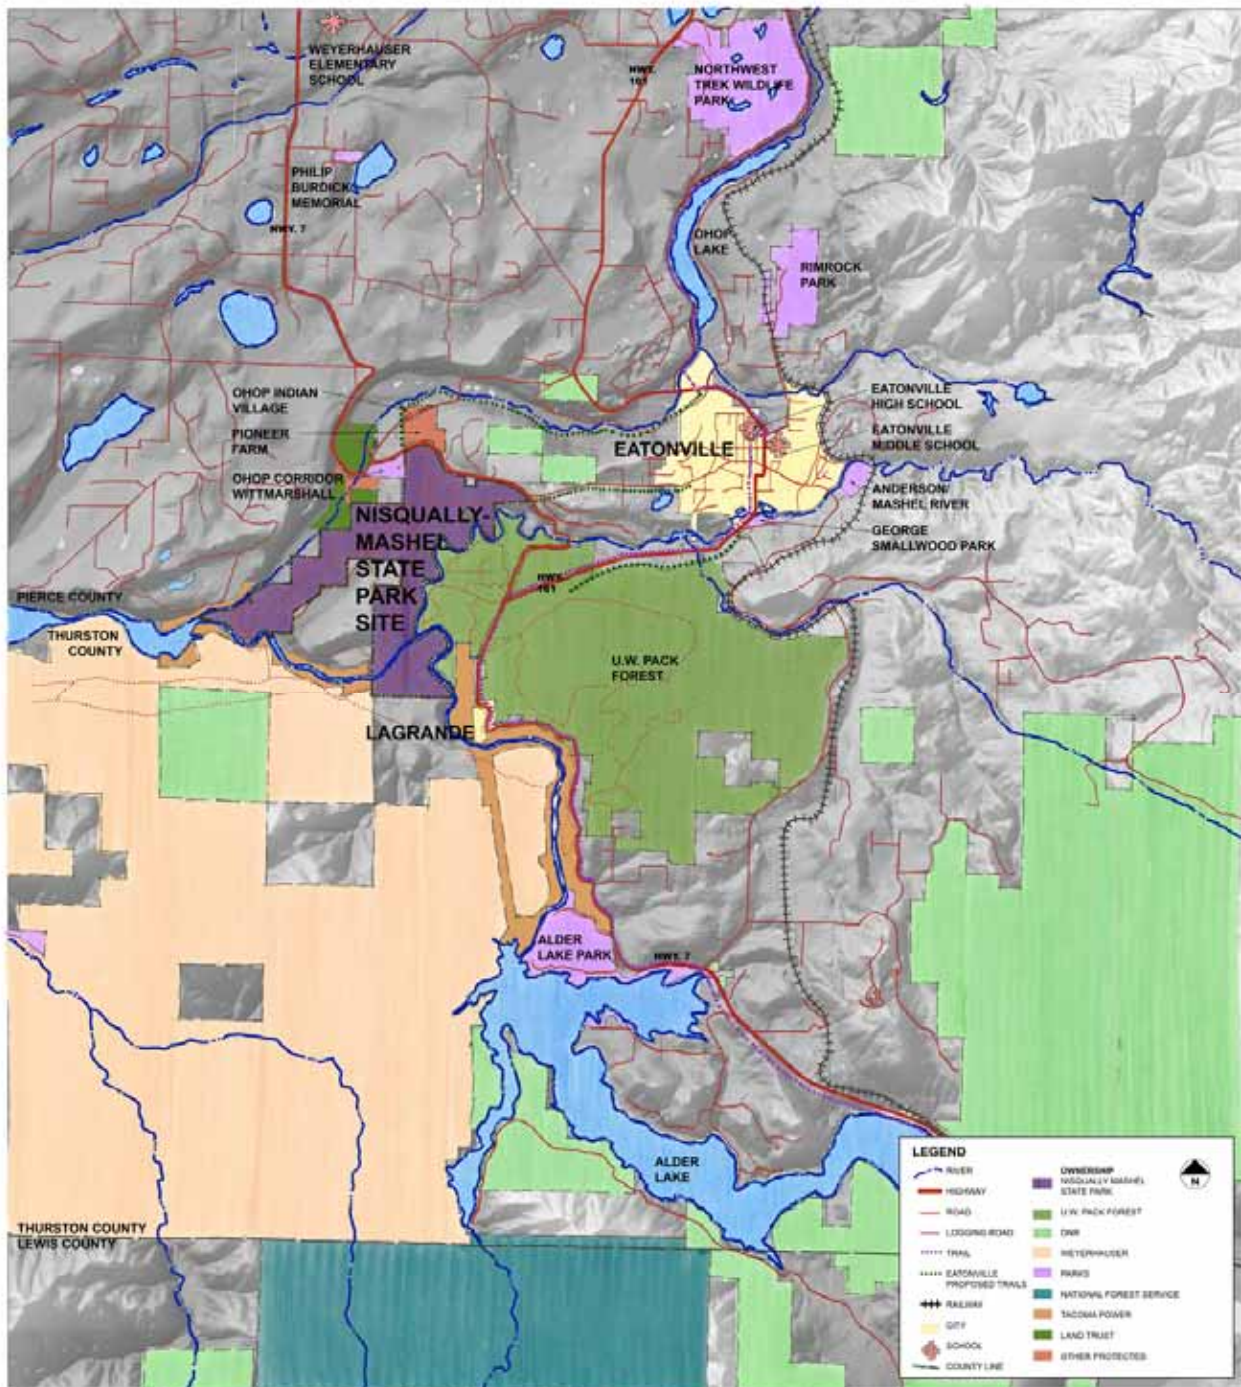 WEYERHAUSER
ELEMENTARY
SCHOOL
HWY.
161
NORTHWEST
TREK WILDLIFE
PARK
PHILIP
BURDICK
MEMORIAL
HWY. 7
OHOP
LAKE
RIMROCK
PARK
OHOP INDIAN
VILLAGE
PIONEER
FARM
OHOP CORRIDOR
WITTMARSHALL
EATONVILLE
EATONVILLE
HIGH SCHOOL
EATONVILLE
MIDDLE SCHOOL
ANDERSON/
MASHEL RIVER
GEORGE
SMALLWOOD PARK
NISQUALLY-
MASHEL
STATE
PARK
SITE
HWY.
161
PIERCE COUNTY
THURSTON
COUNTY
U.W. PACK
FOREST
LAGRANDE
ALDER
LAKE PARK
HWY. 7
ALDER
LAKE
THURSTON COUNTY
LEWIS COUNTY
LEGEND
RIVER
HIGHWAY
ROAD
LOGGING ROAD
TRAIL
EATONVILLE
PROPOSED TRAILS
RAILWAY
CITY
SCHOOL
COUNTY LINE
OWNERSHIP
NISQUALLY MASHEL
STATE PARK
U.W. PACK FOREST
DNR
WEYERHAUSER
PARKS
NATIONAL FOREST SERVICE
TACOMA POWER
LAND TRUST
OTHER PROTECTED
N